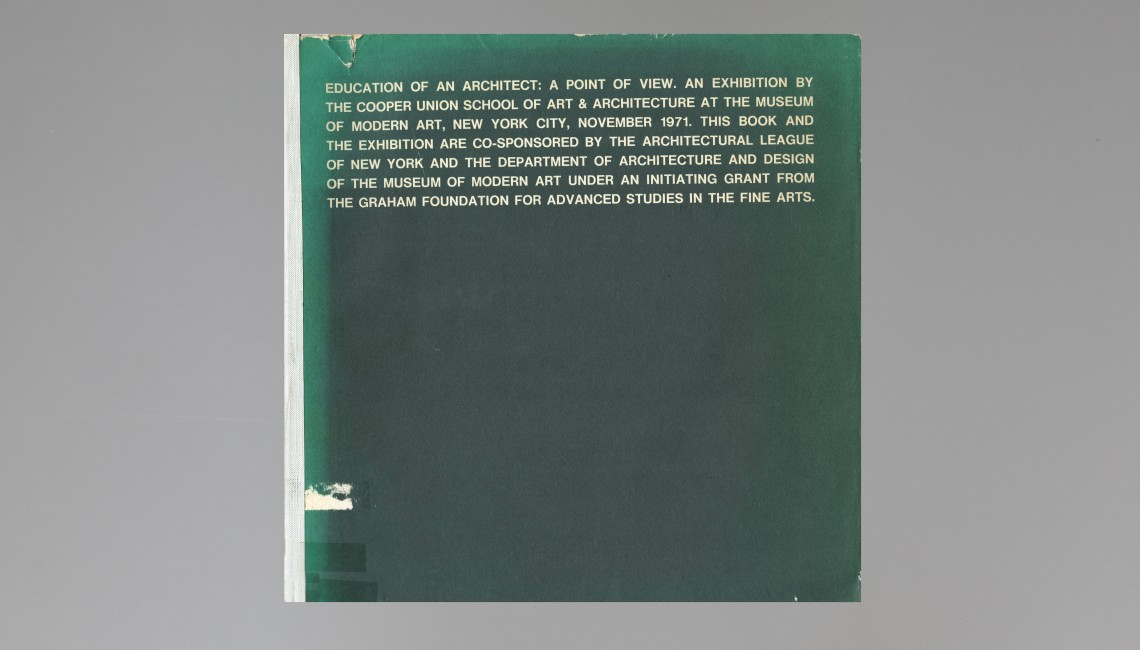 EDUCATION OF AN ARCHITECT: A POINT OF VIEW. AN EXHIBITION BY
THE COOPER UNION SCHOOL OF ART & ARCHITECTURE AT THE MUSEUM
OF MODERN ART, NEW YORK CITY, NOVEMBER 1971. THIS BOOK AND
THE EXHIBITION ARE CO-SPONSORED BY THE ARCHITECTURAL LEAGUE
OF NEW YORK AND THE DEPARTMENT OF ARCHITECTURE AND DESIGN
OF THE MUSEUM OF MODERN ART UNDER AN INITIATING GRANT FROM
THE GRAHAM FOUNDATION FOR ADVANCED STUDIES IN THE FINE ARTS.